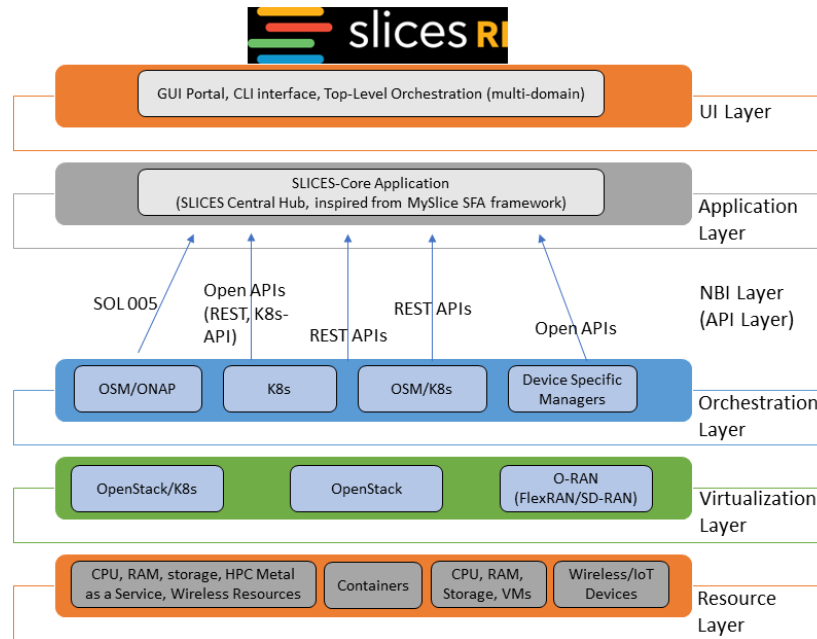 slices RI
GUI Portal, CLI interface, Top-Level Orchestration (multi-domain)
UI Layer
SLICES-Core Application
(SLICES Central Hub, inspired from MySlice SFA framework)
Application
Layer
SOL 005
Open APIs
(REST, K8s-
API)
REST APIs
REST APIs
Open APIs
NBI Layer
(API Layer)
OSM/ONAP
K8s
OSM/K8s
Device Specific
Managers
Orchestration
Layer
OpenStack/K8s
OpenStack
O-RAN
(FlexRAN/SD-RAN)
Virtualization
Layer
CPU, RAM, storage, HPC Metal
as a Service, Wireless Resources
Containers
CPU, RAM,
Storage, VMs
Wireless/IoT
Devices
Resource
Layer